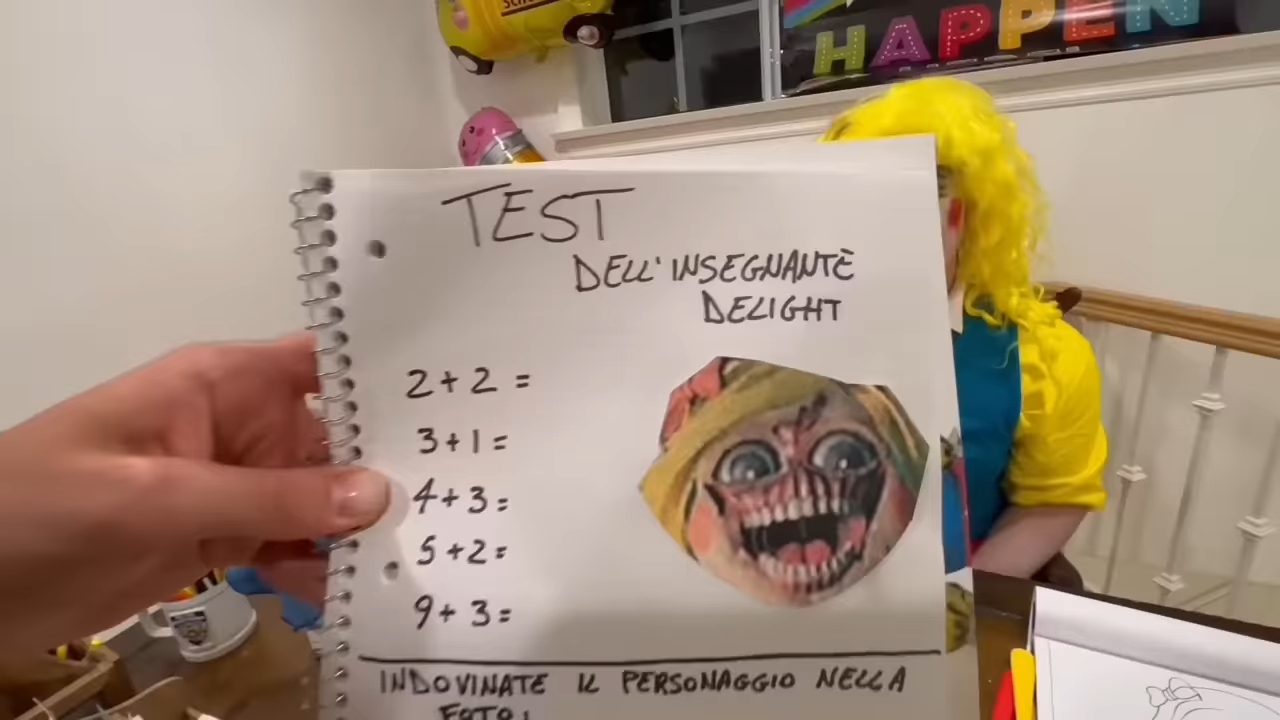 HAPPEN
TEST
DELL'INSEGNANTE
DELIGHT
2+2=
3+1=
4+3=
5+2=
9+3=
INDOVINATE IL PERSONAGGIO NELLA
FOTO!